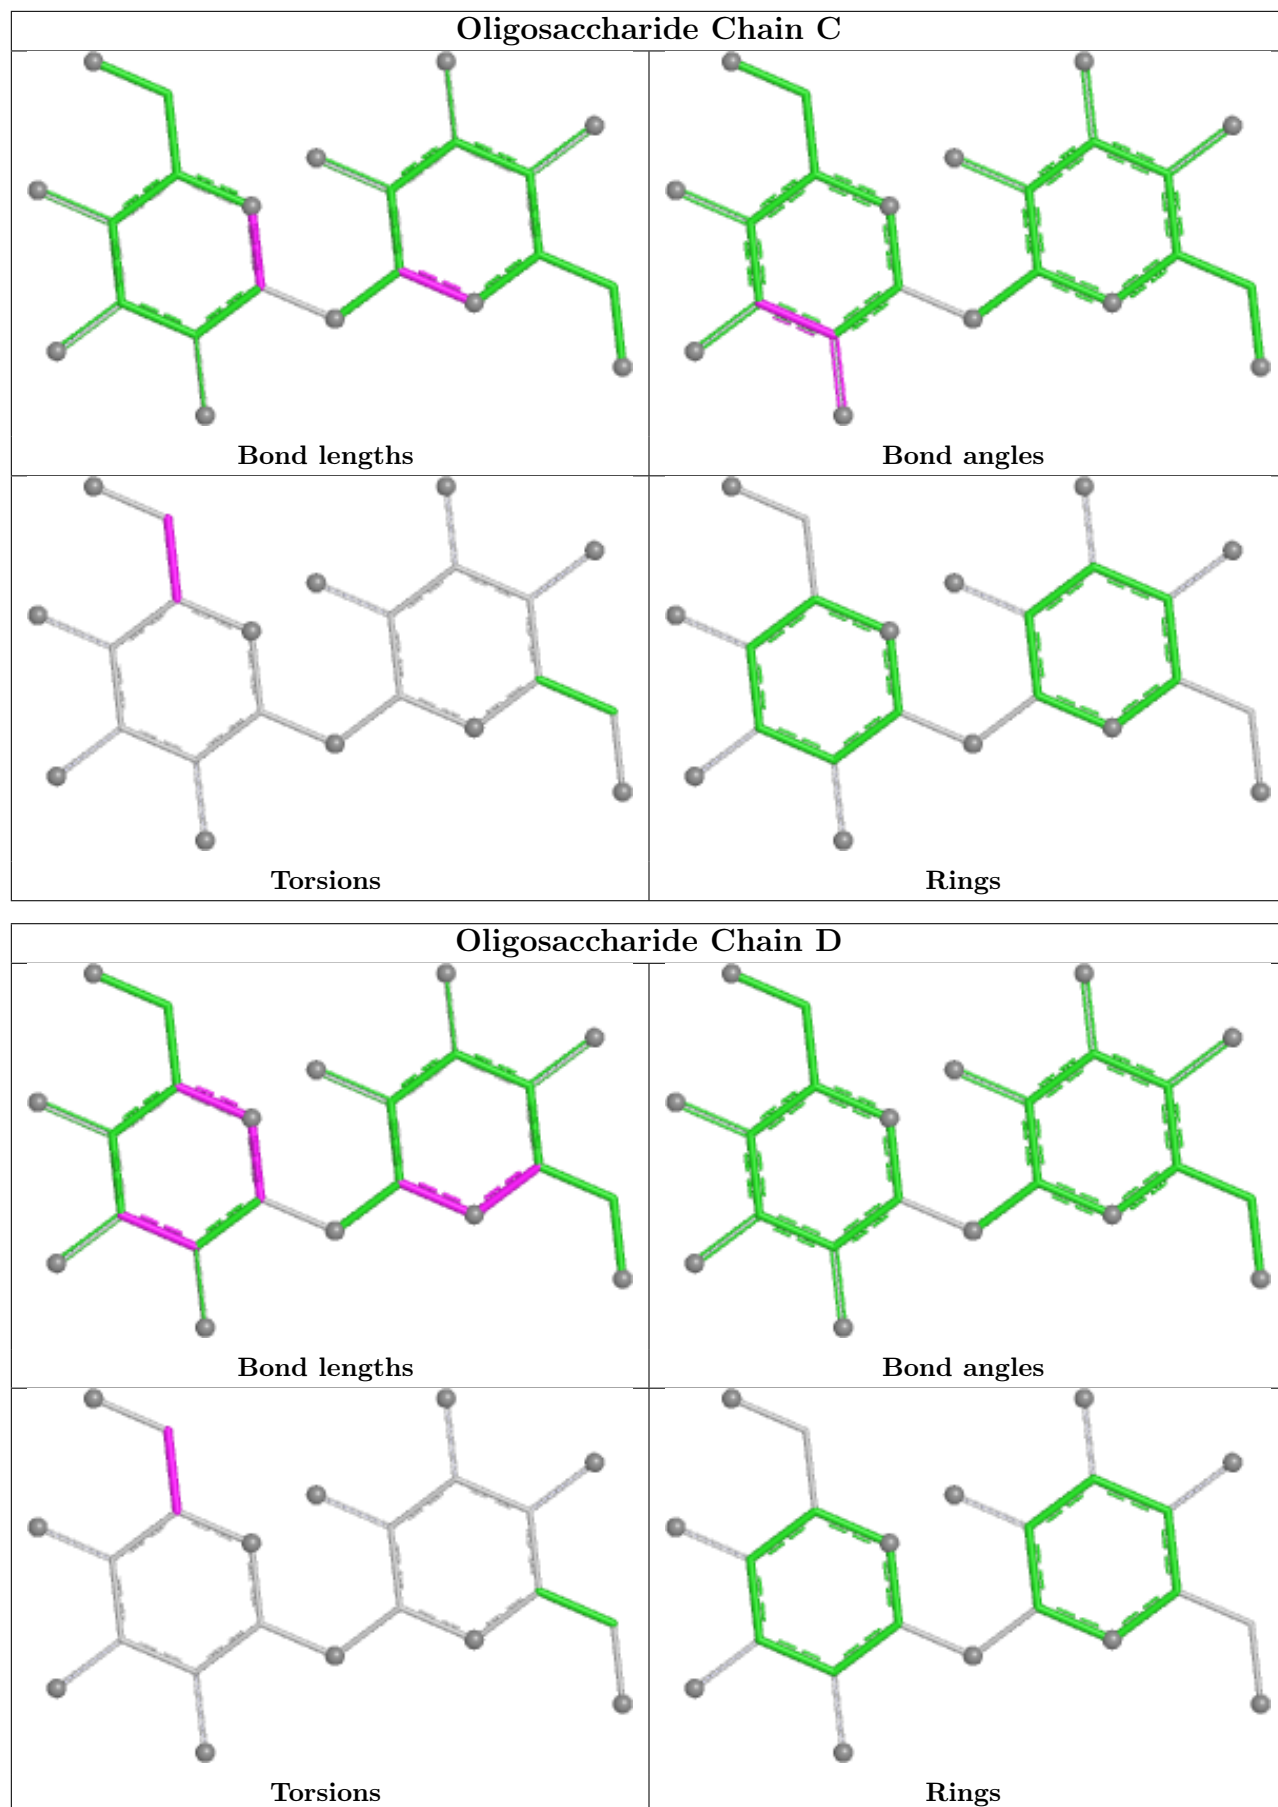 Oligosaccharide Chain C
Bond lengths
Bond angles
Torsions
Rings
Oligosaccharide Chain D
Bond lengths
Bond angles
Torsions
Rings